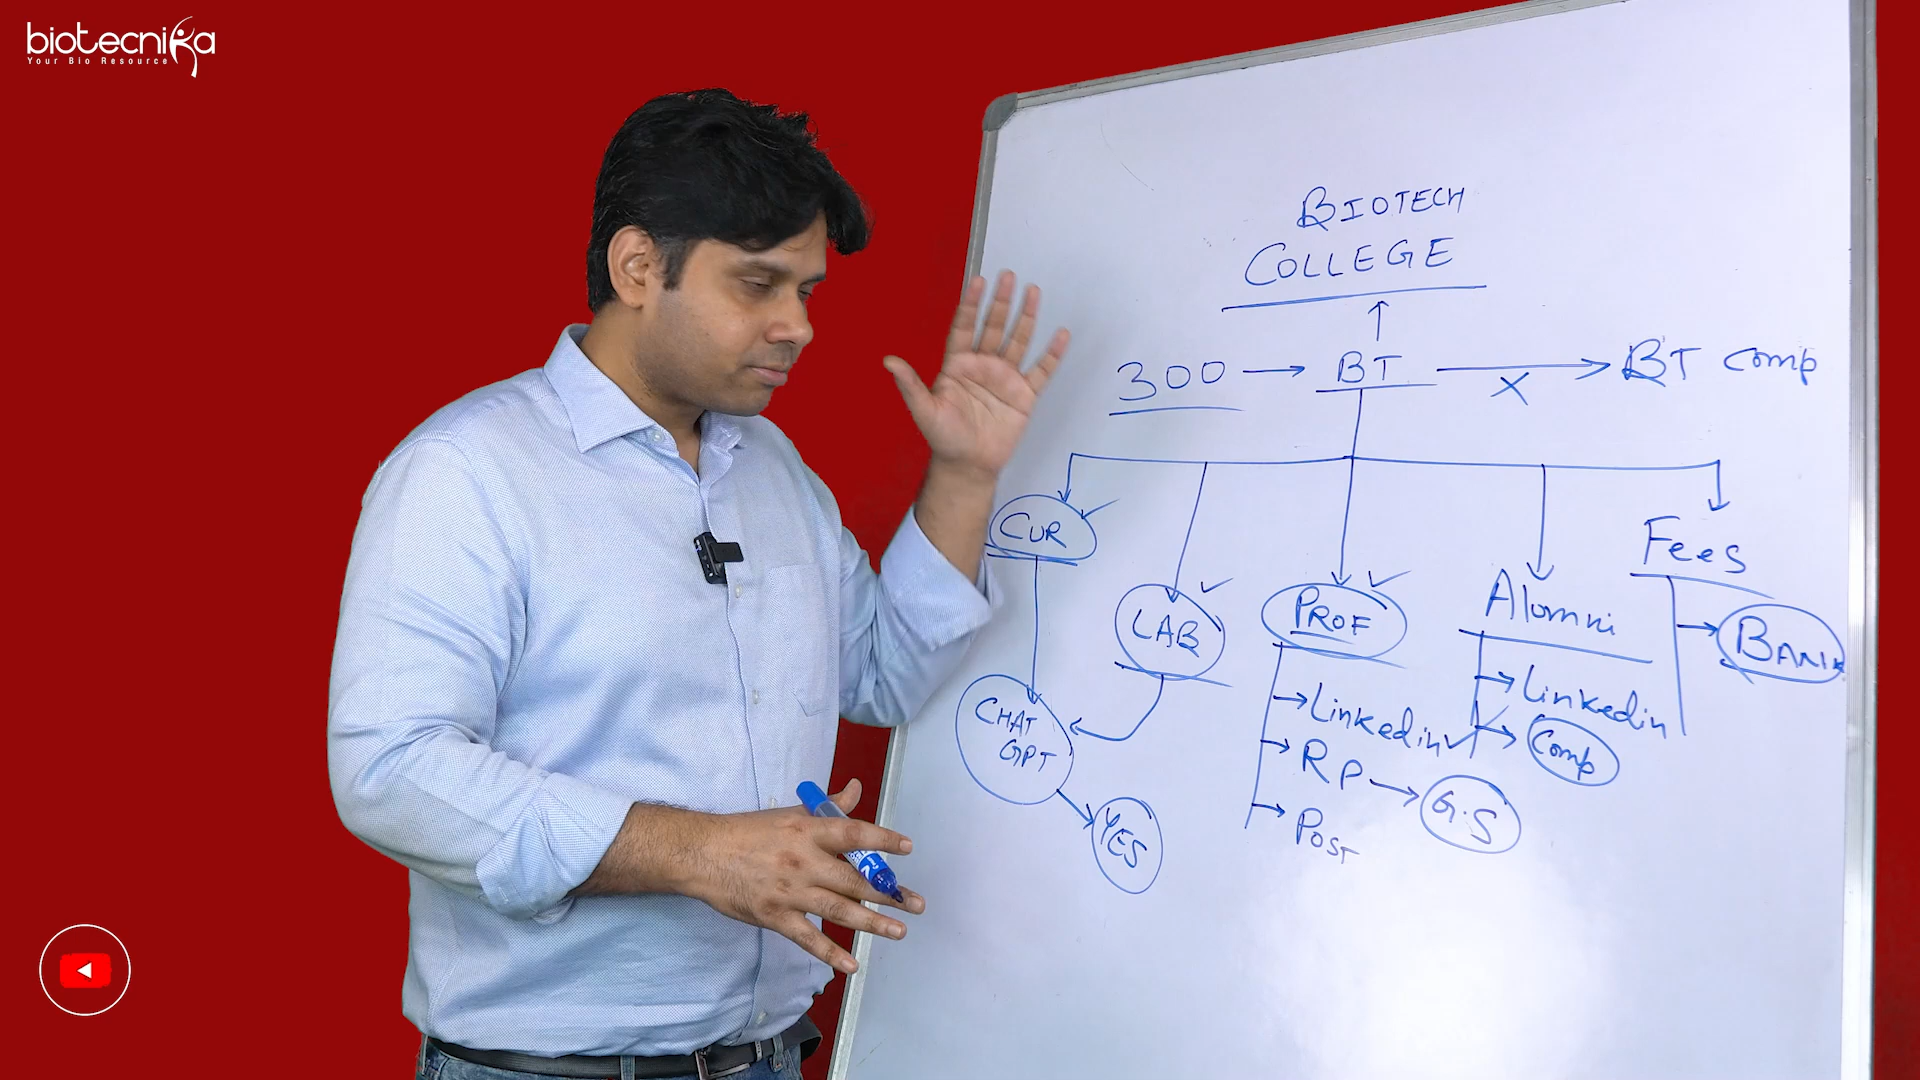 biotecnika
Your Bio Resource
BIOTECH
COLLEGE
300 → BT → BT Comp
X
CUR
LAB
PROF
Alumni
Fees
BANK
CHAT
GPT
YES
Linkedin
RP → G.S
POST
Linkedin
Comp